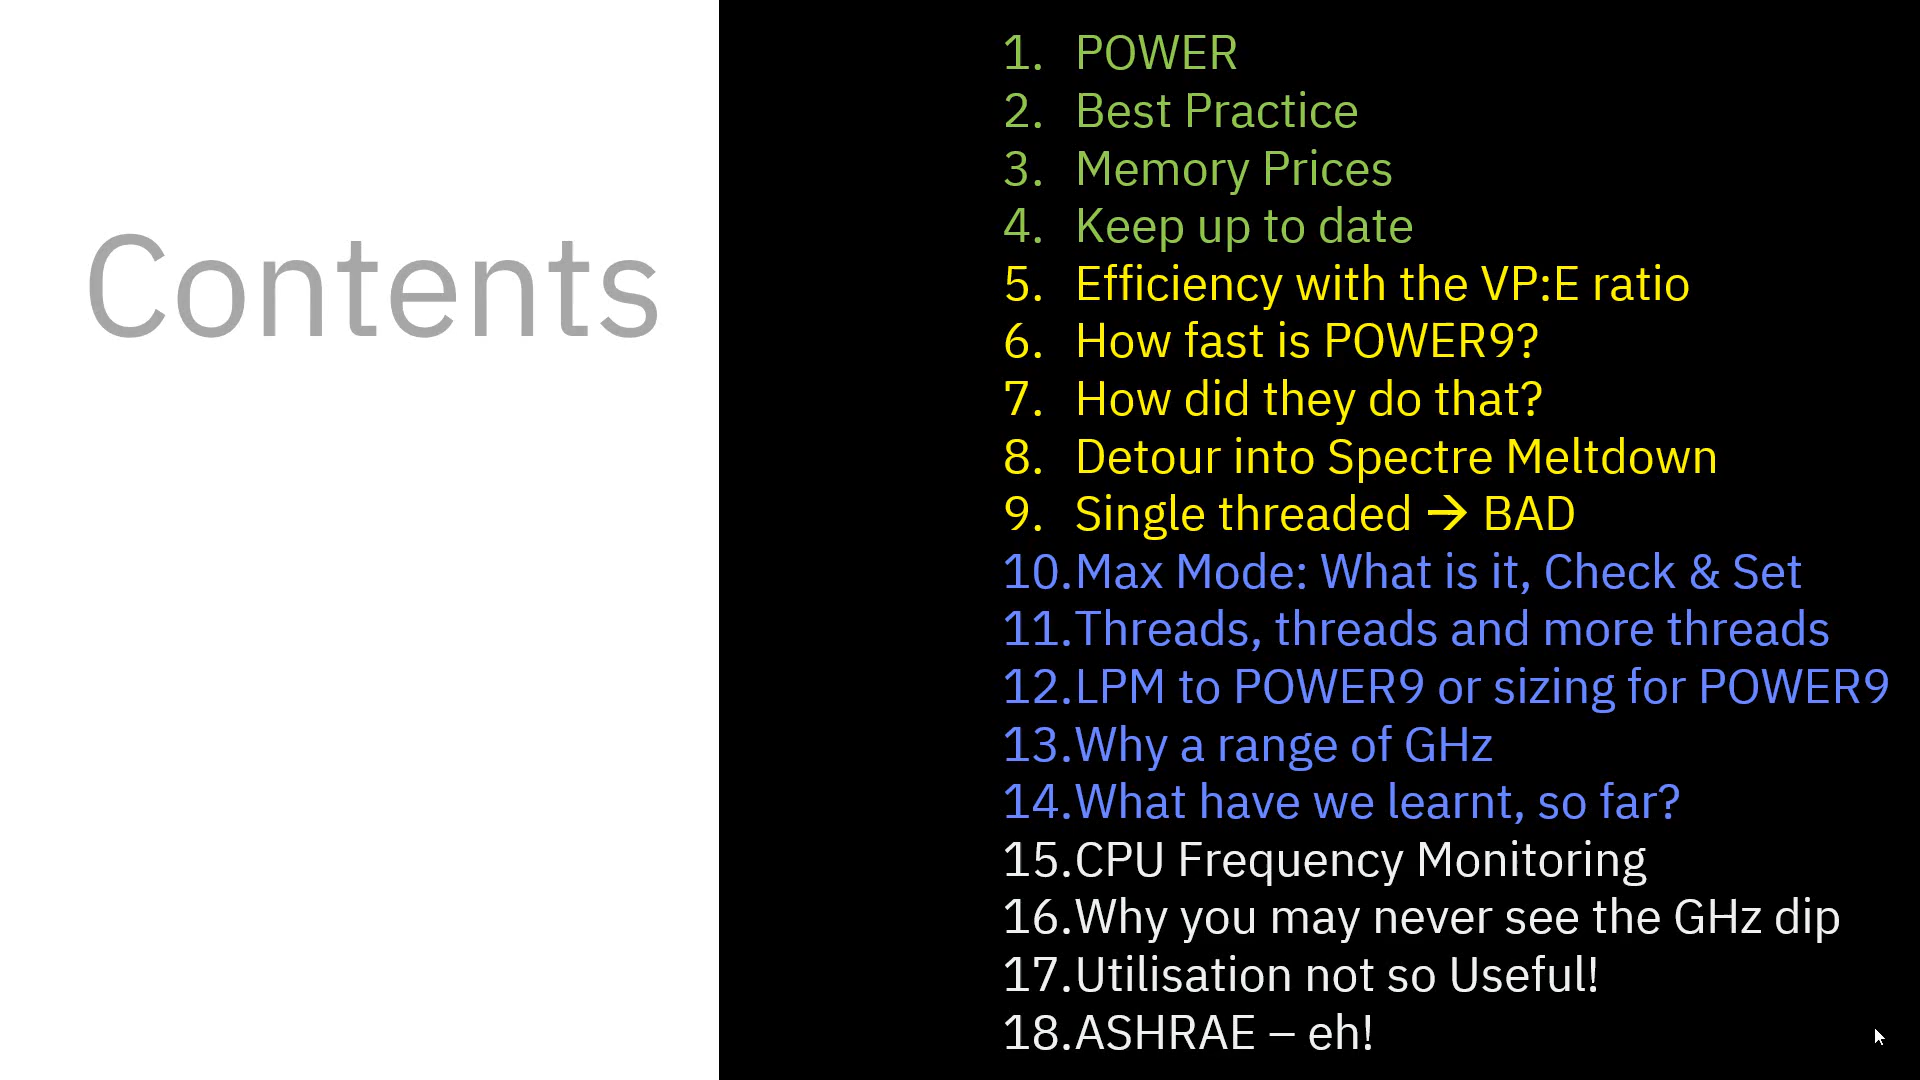 Contents
1. POWER
2. Best Practice
3. Memory Prices
4. Keep up to date
5. Efficiency with the VP:E ratio
6. How fast is POWER9?
7. How did they do that?
8. Detour into Spectre Meltdown
9. Single threaded → BAD
10.Max Mode: What is it, Check & Set
11.Threads, threads and more threads
12.LPM to POWER9 or sizing for POWER9
13.Why a range of GHz
14.What have we learnt, so far?
15.CPU Frequency Monitoring
16.Why you may never see the GHz dip
17.Utilisation not so Useful!
18.ASHRAE – eh!